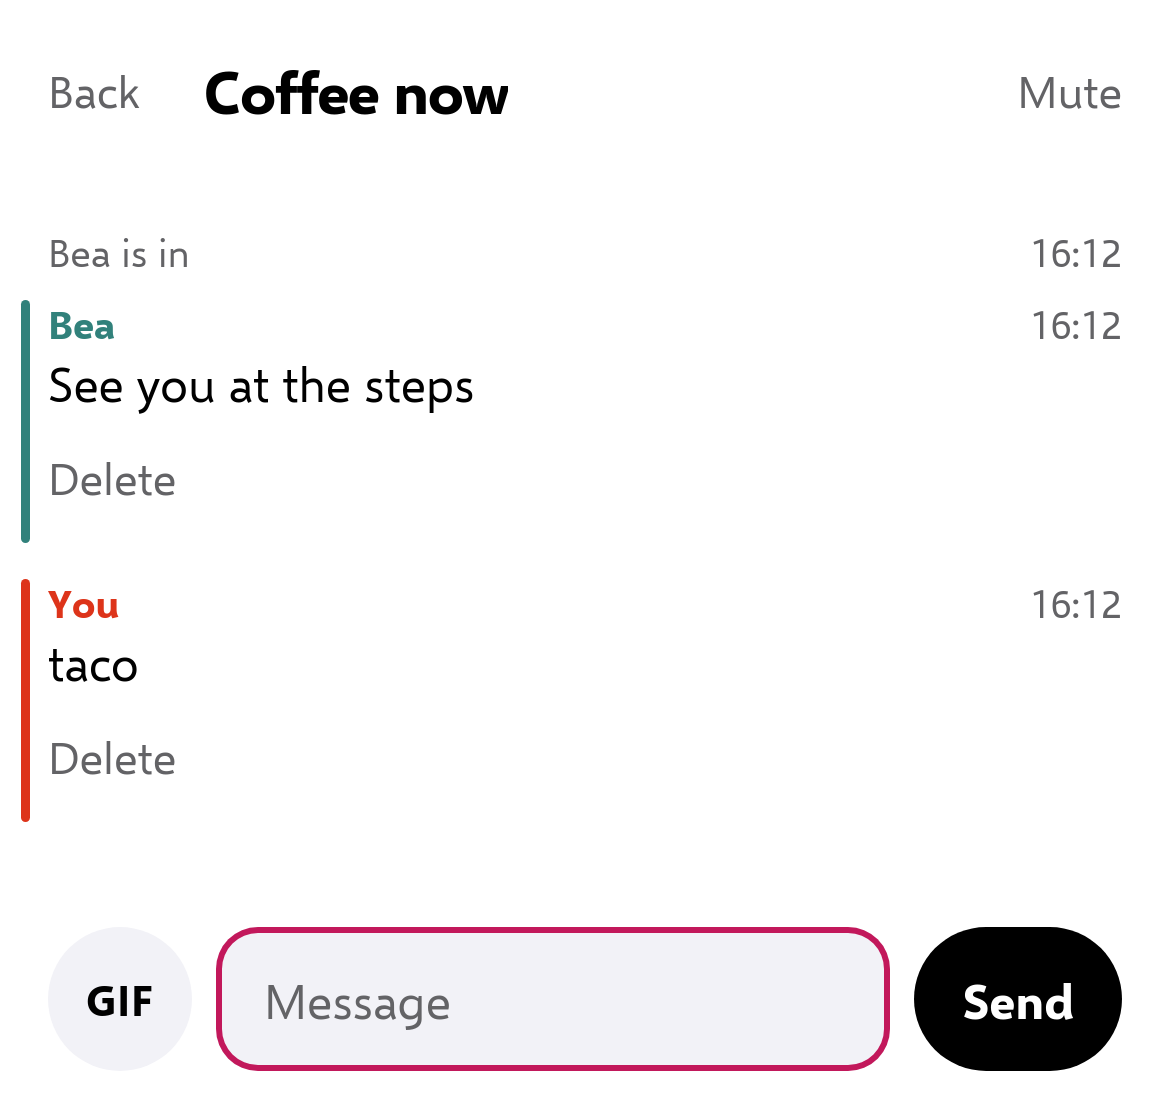 Back Coffee now Mute
Bea is in 16:12
Bea 16:12
See you at the steps
Delete
You 16:12
taco
Delete
GIF Message Send